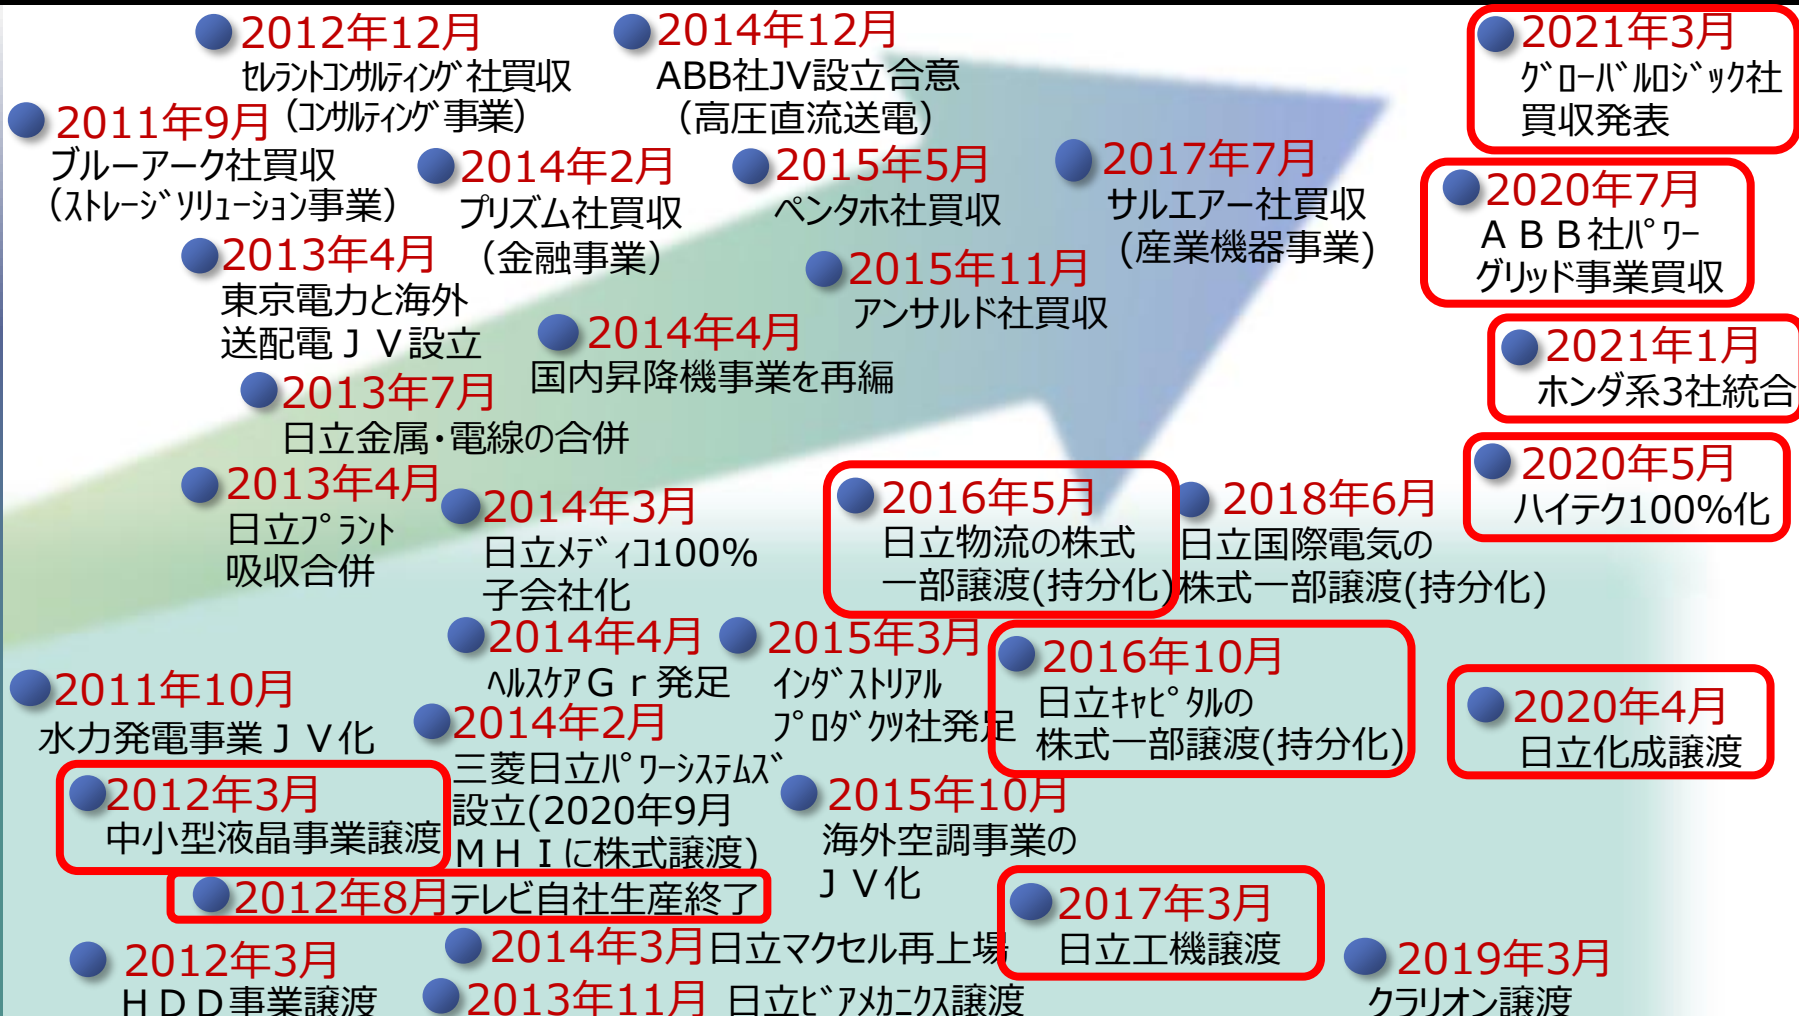 2012年12月
ｾﾚﾗﾝﾄｺﾝｻﾙﾃｨﾝｸﾞ社買収
(ｺﾝｻﾙﾃｨﾝｸﾞ事業)
2014年12月
ABB社JV設立合意
(高圧直流送電)
2021年3月
ｸﾞﾛｰﾊﾞﾙﾛｼﾞｯｸ社
買収発表
2011年9月
ブルーアーク社買収
(ｽﾄﾚｰｼﾞｿﾘｭｰｼｮﾝ事業)
2014年2月
プリズム社買収
(金融事業)
2015年5月
ペンタホ社買収
2017年7月
サルエアー社買収
(産業機器事業)
2020年7月
ＡＢＢ社ﾊﾟﾜｰ
グリッド事業買収
2013年4月
東京電力と海外
送配電ＪＶ設立
2015年11月
アンサルド社買収
2014年4月
国内昇降機事業を再編
2021年1月
ホンダ系3社統合
2013年7月
日立金属・電線の合併
2020年5月
ハイテク100%化
2013年4月
日立ﾌﾟﾗﾝﾄ
吸収合併
2014年3月
日立ﾒﾃﾞｨｺ100%
子会社化
2016年5月
日立物流の株式
一部譲渡(持分化)
2018年6月
日立国際電気の
株式一部譲渡(持分化)
2014年4月
ﾍﾙｽｹｱＧｒ発足
2015年3月
ｲﾝﾀﾞｽﾄﾘｱﾙ
ﾌﾟﾛﾀﾞｸﾂ社発足
2016年10月
日立ｷｬﾋﾟﾀﾙの
株式一部譲渡(持分化)
2020年4月
日立化成譲渡
2011年10月
水力発電事業ＪＶ化
2014年2月
三菱日立ﾊﾟﾜｰｼｽﾃﾑｽﾞ
設立(2020年9月
ＭＨＩに株式譲渡)
2012年3月
中小型液晶事業譲渡
2015年10月
海外空調事業の
ＪＶ化
2012年8月テレビ自社生産終了
2017年3月
日立工機譲渡
2014年3月日立マクセル再上場
2012年3月
ＨＤＤ事業譲渡
2013年11月 日立ﾋﾞｱﾒｶﾆｸｽ譲渡
2019年3月
クラリオン譲渡